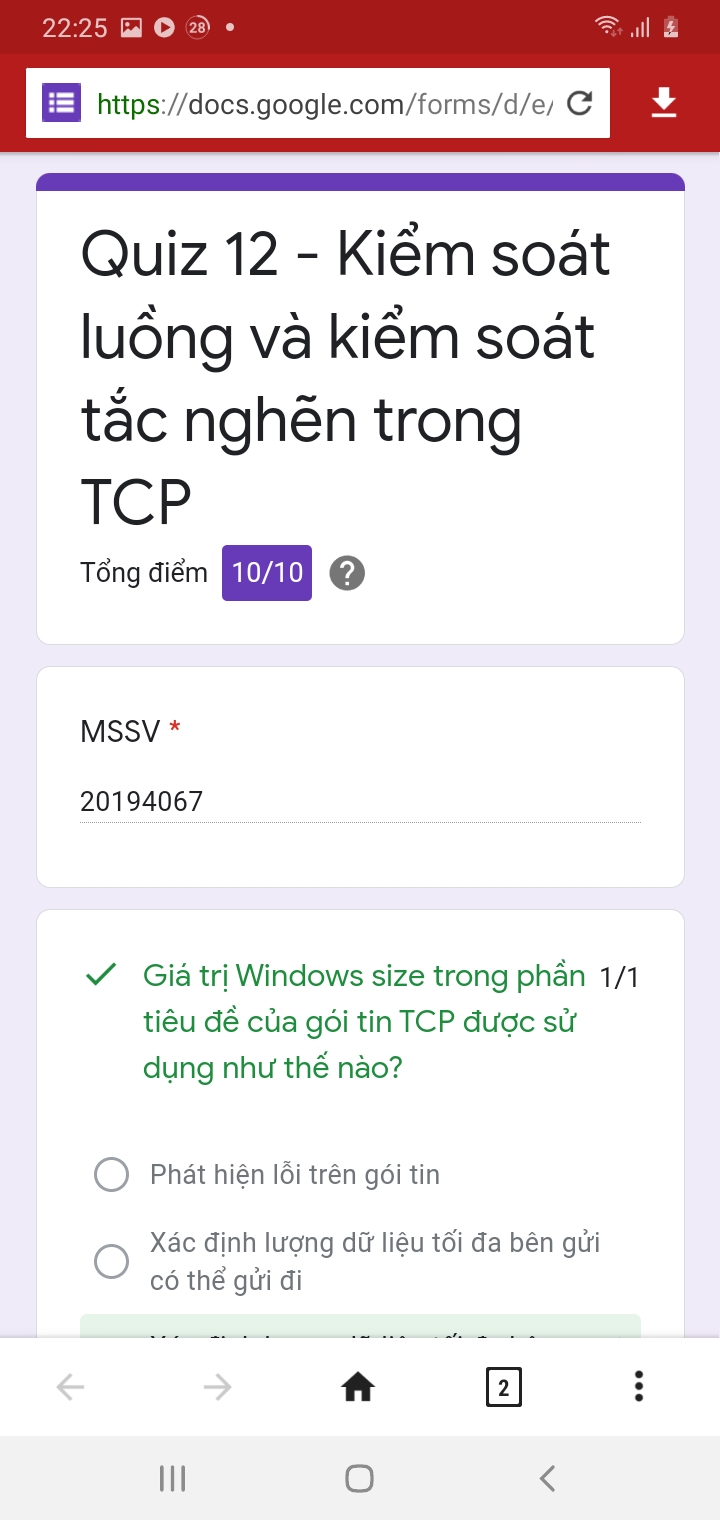 22:25
28
https://docs.google.com/forms/d/e/
Quiz 12 - Kiểm soát
luồng và kiểm soát
tắc nghẽn trong
TCP
Tổng điểm 10/10 ?
MSSV *
20194067
Giá trị Windows size trong phần 1/1
tiêu đề của gói tin TCP được sử
dụng như thế nào?
Phát hiện lỗi trên gói tin
Xác định lượng dữ liệu tối đa bên gửi
có thể gửi đi
2